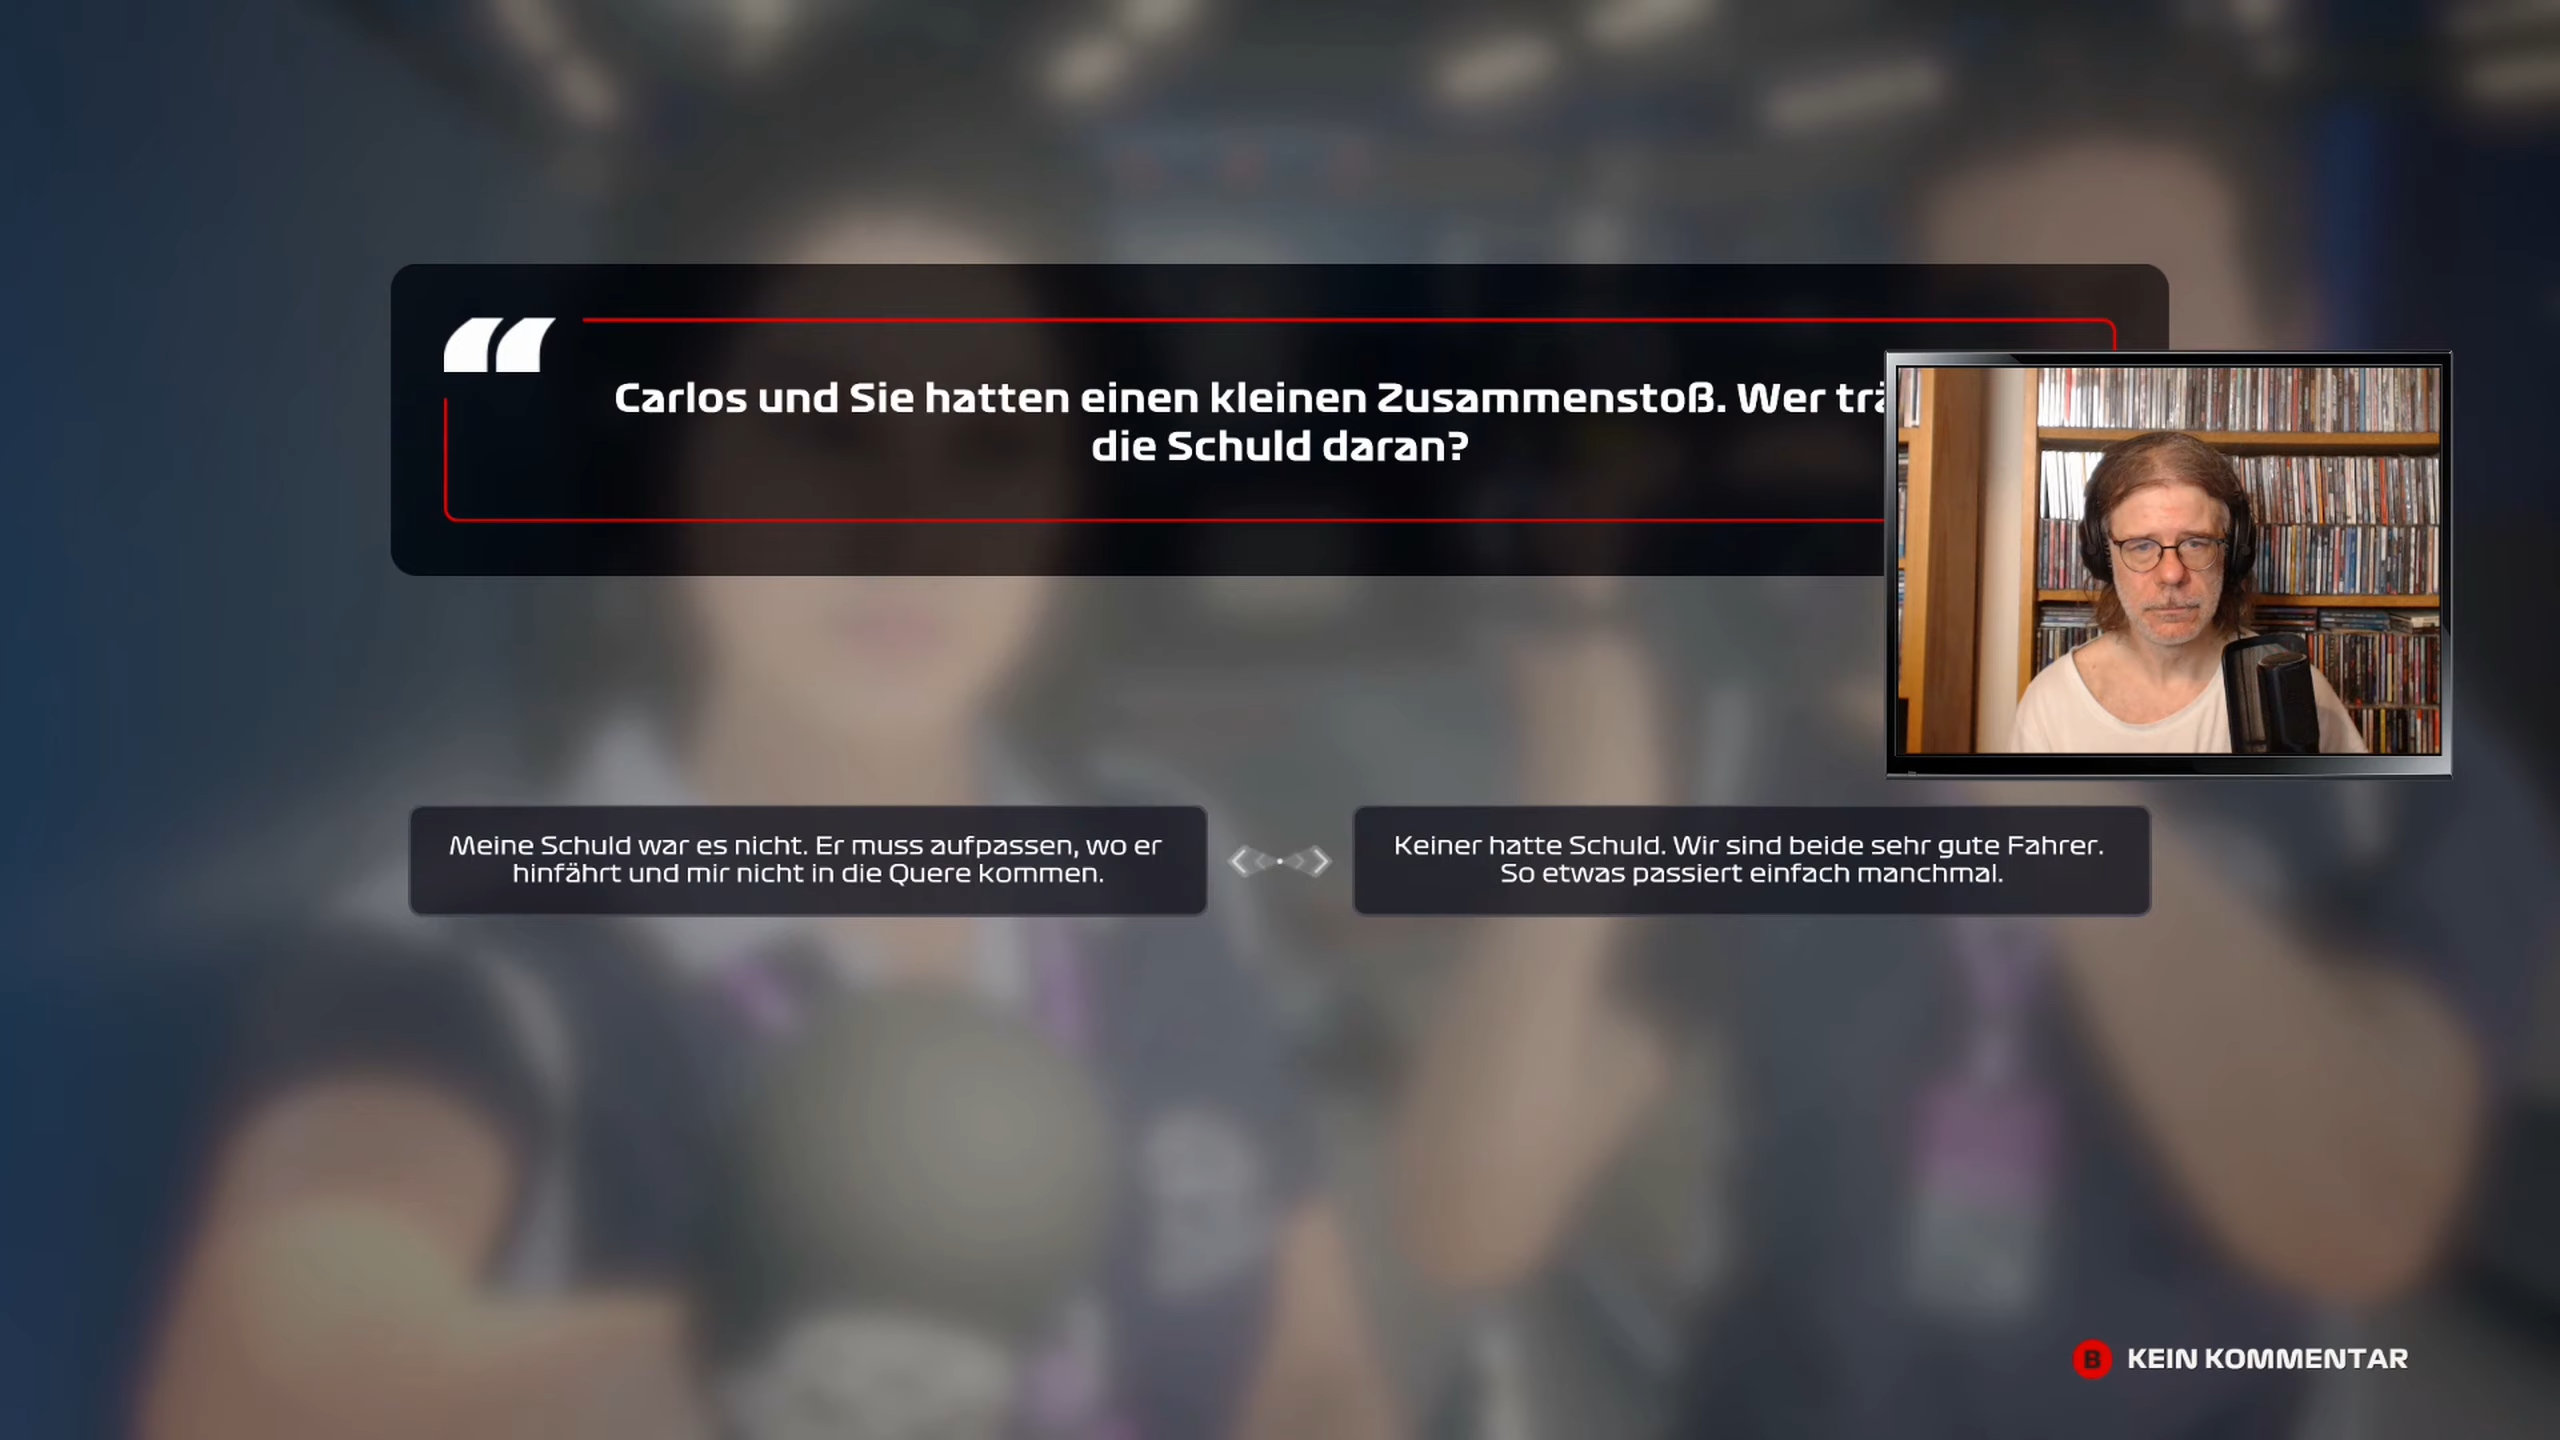 Carlos und Sie hatten einen kleinen Zusammenstoß. Wer
die Schuld daran?
Meine Schuld war es nicht. Er muss aufpassen, wo er
hinfährt und mir nicht in die Quere kommen.
Keiner hatte Schuld. Wir sind beide sehr gute Fahrer.
So etwas passiert einfach manchmal.
B KEIN KOMMENTAR